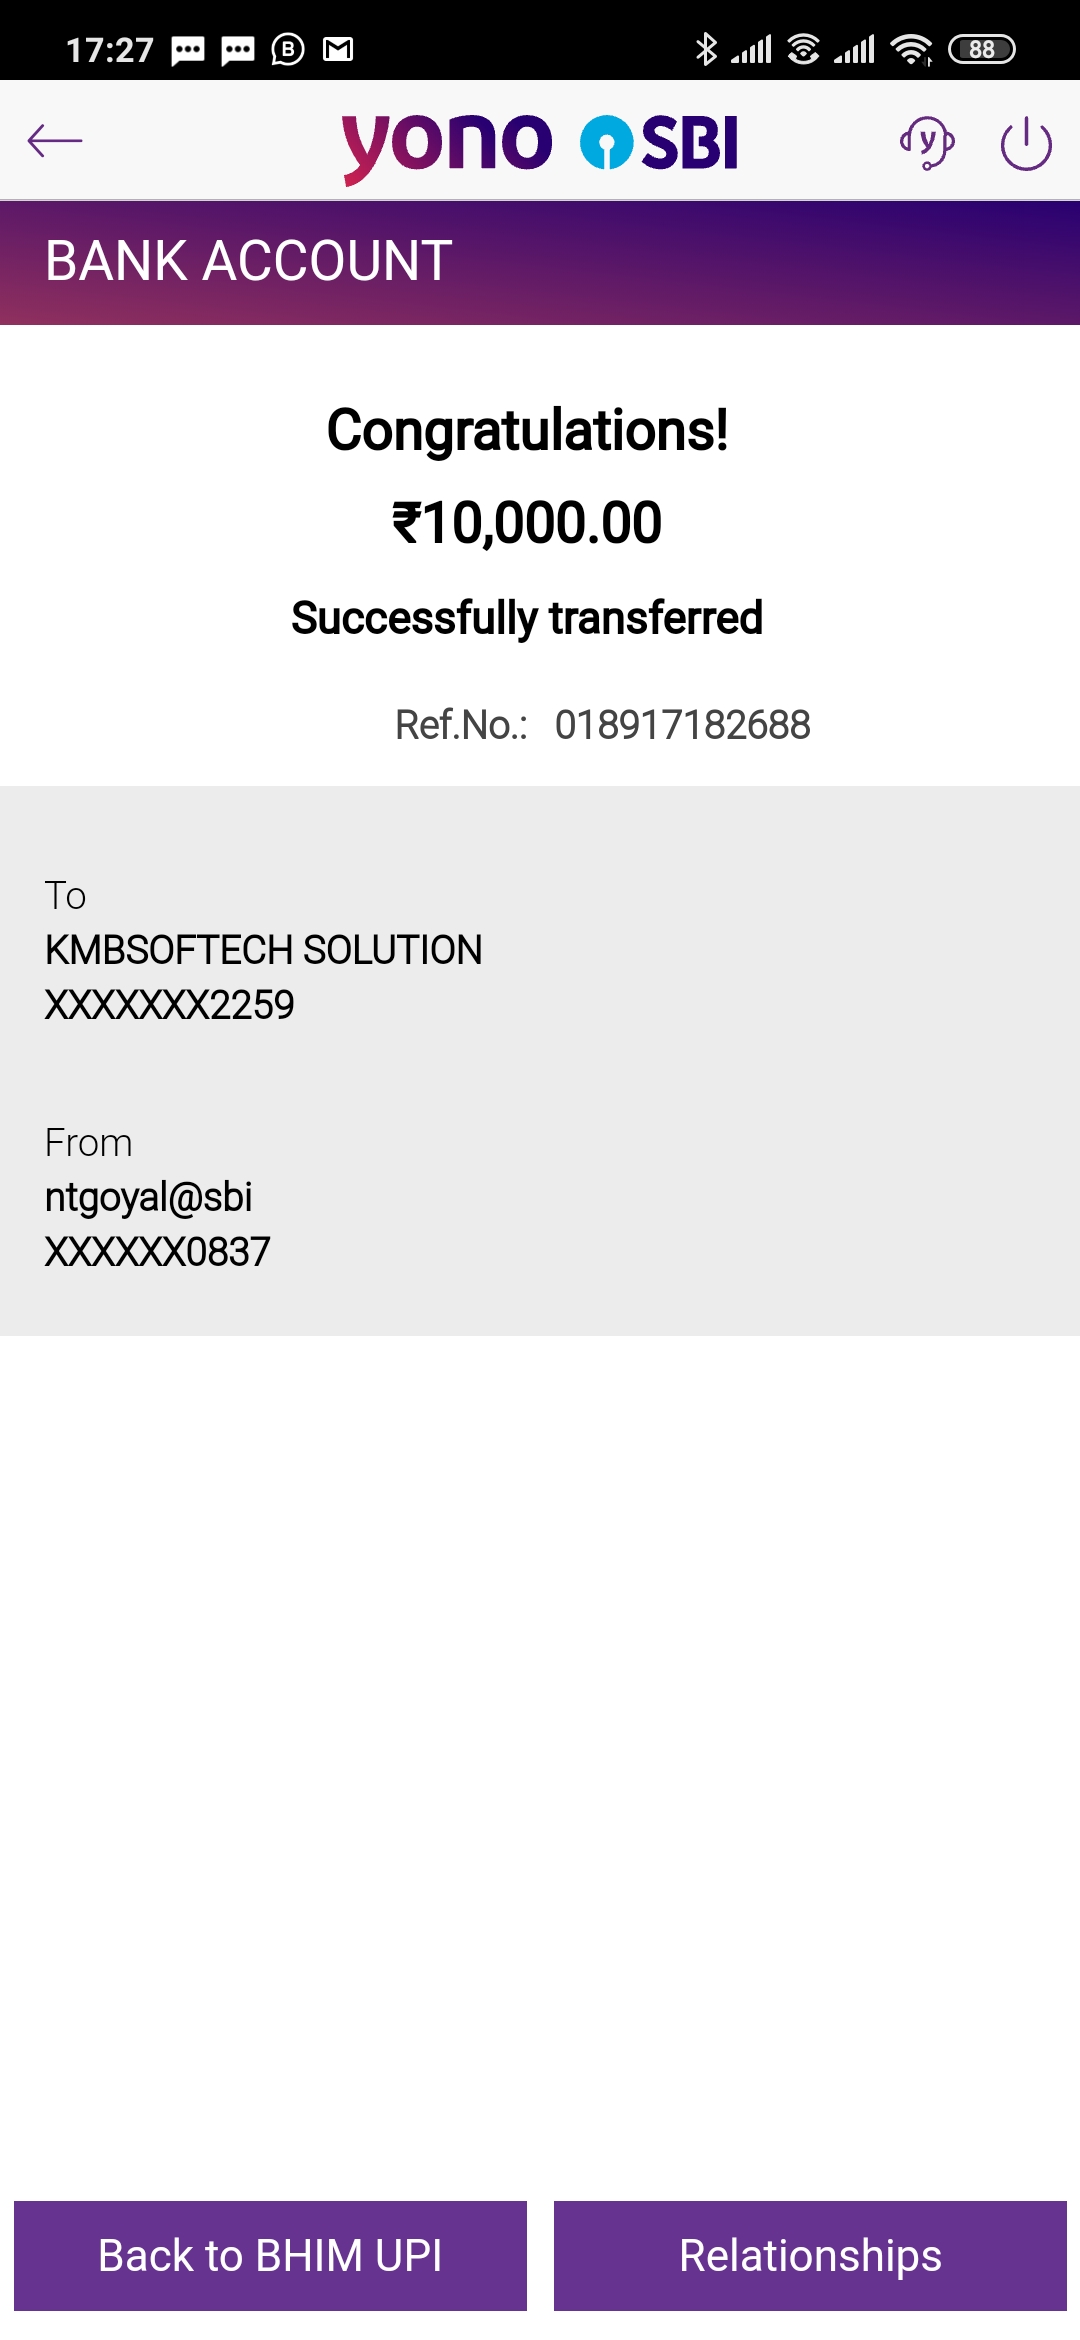 17:27
88
yono SBI
BANK ACCOUNT
Congratulations!
₹10,000.00
Successfully transferred
Ref.No.: 018917182688
To
KMBSOFTECH SOLUTION
XXXXXXX2259
From
ntgoyal@sbi
XXXXXX0837
Back to BHIM UPI
Relationships